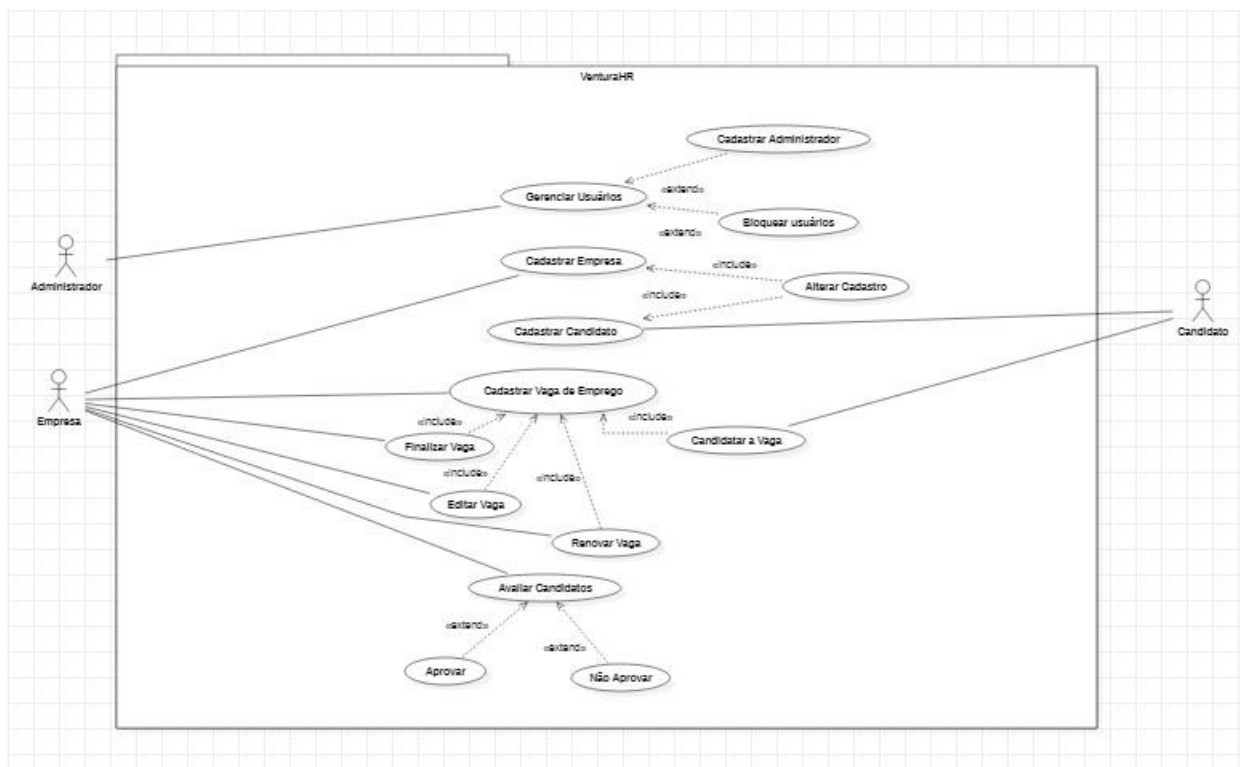 VenturaHR
Cadastrar Administrador
Gerenciar Usuários
«extend»
Bloquear usuários
«extend»
Administrador
Cadastrar Empresa
«include»
Alterar Cadastro
«include»
Cadastrar Candidato
Candidato
Empresa
Cadastrar Vaga de Emprego
«include»
«include»
Candidatar a Vaga
Finalizar Vaga
«include»
«include»
Editar Vaga
Renovar Vaga
Avaliar Candidatos
«extend»
«extend»
Aprovar
Não Aprovar